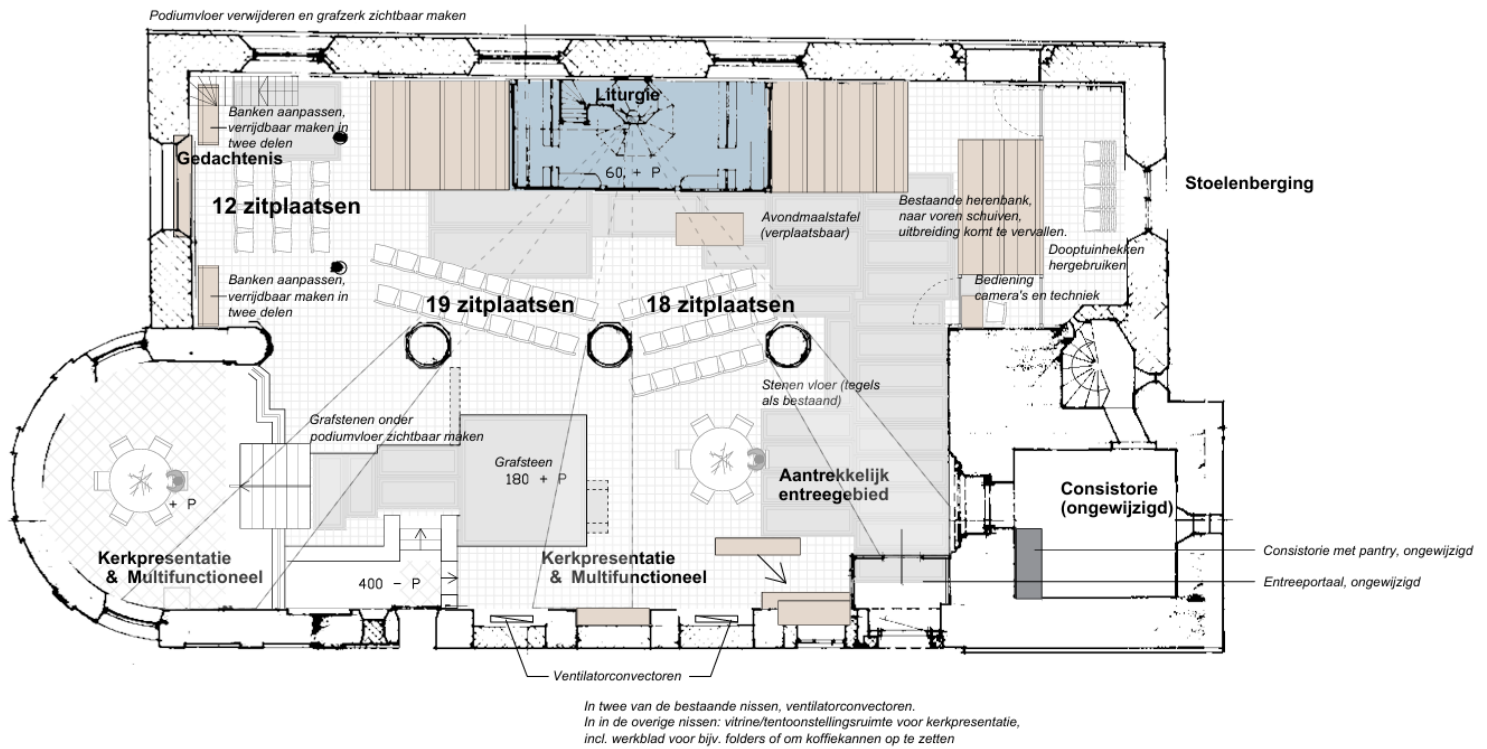 Podiumvloer verwijderen en grafzerk zichtbaar maken
Liturgie
Banken aanpassen,
verrijdbaar maken in
twee delen
Gedachtenis
60 + P
Stoelenberging
12 zitplaatsen
Avondmaalstafel
(verplaatsbaar)
Bestaande herenbank,
naar voren schuiven,
uitbreiding komt te vervallen.
Dooptuinhekken
hergebruiken
Banken aanpassen,
verrijdbaar maken in
twee delen
Bediening
camera's en techniek
19 zitplaatsen
18 zitplaatsen
Stenen vloer (tegels
als bestaand)
Grafstenen onder
podiumvloer zichtbaar maken
Grafsteen
180 + P
Aantrekkelijk
entreegebied
Consistorie
(ongewijzigd)
+ P
Kerkpresentatie
& Multifunctioneel
Kerkpresentatie
& Multifunctioneel
400 - P
Consistorie met pantry, ongewijzigd
Entreeportaal, ongewijzigd
Ventilatorconvectoren
In twee van de bestaande nissen, ventilatorconvectoren.
In in de overige nissen: vitrine/tentoonstellingsruimte voor kerkpresentatie,
incl. werkblad voor bijv. folders of om koffiekannen op te zetten